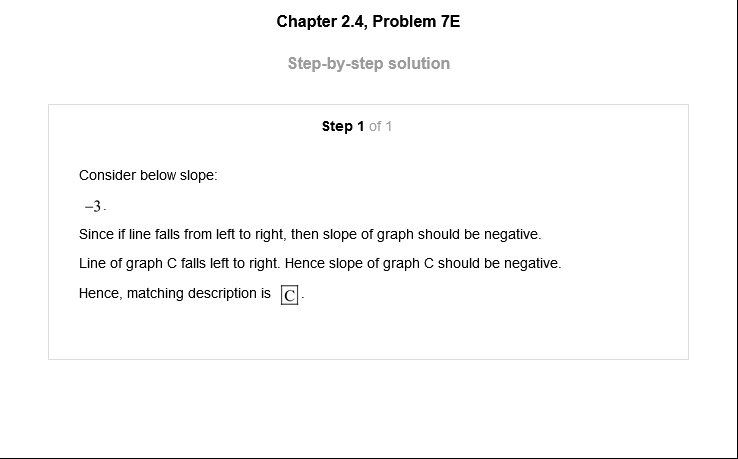 Chapter 2.4, Problem 7E
Step-by-step solution
Step 1 of 1
Consider below slope:
−3.
Since if line falls from left to right, then slope of graph should be negative.
Line of graph C falls left to right. Hence slope of graph C should be negative.
Hence, matching description is C.